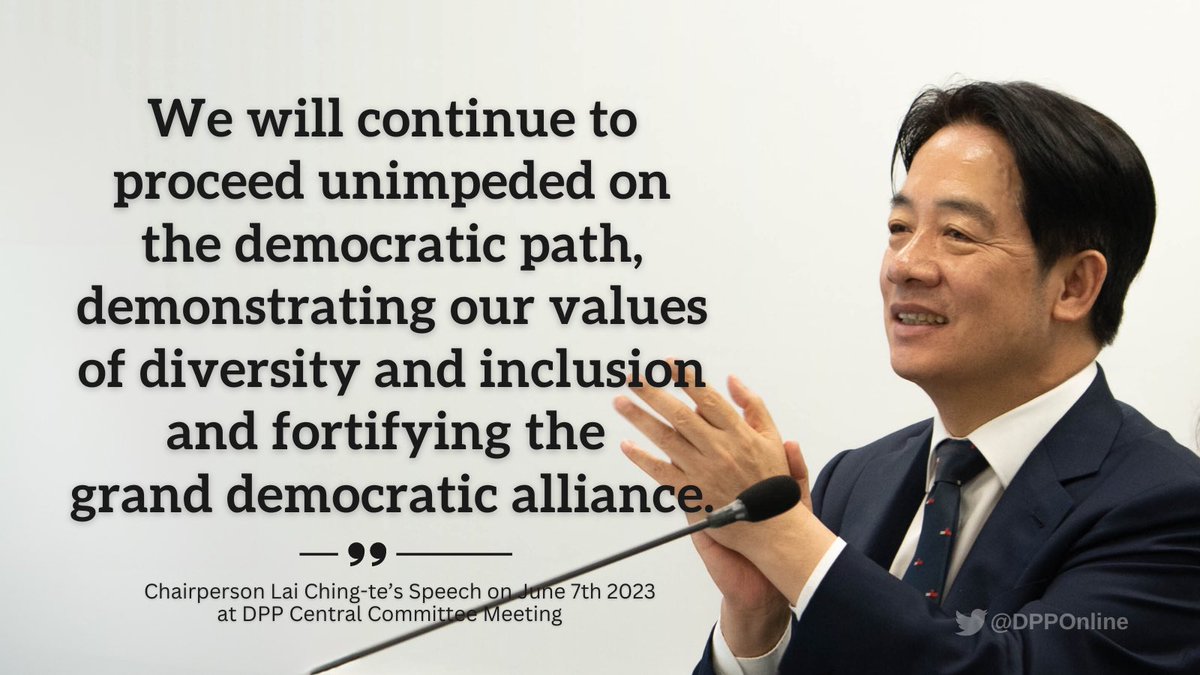 We will continue to
proceed unimpeded on
the democratic path,
demonstrating our values
of diversity and inclusion
and fortifying the
grand democratic alliance.
”
Chairperson Lai Ching-te’s Speech on June 7th 2023
at DPP Central Committee Meeting
@DPPOnline